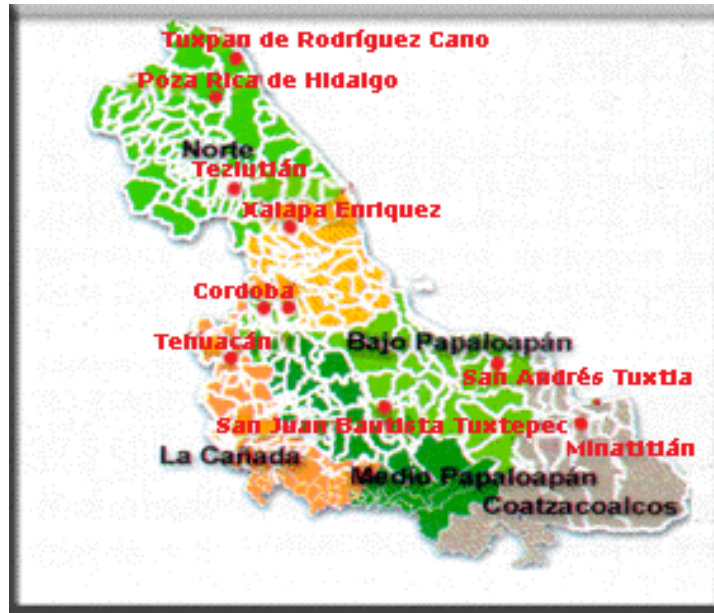 Tuxpan de Rodríguez Cano
Poza Rica de Hidalgo
Norte
Teziutlán
Xalapa Enriquez
Cordoba
Tehuacán
Bajo Papaloapán
San Andrés Tuxtla
San Juan Bautista Tuxtepec
Minatitlán
La Cañada
Medio Papaloapán
Coatzacoalcos